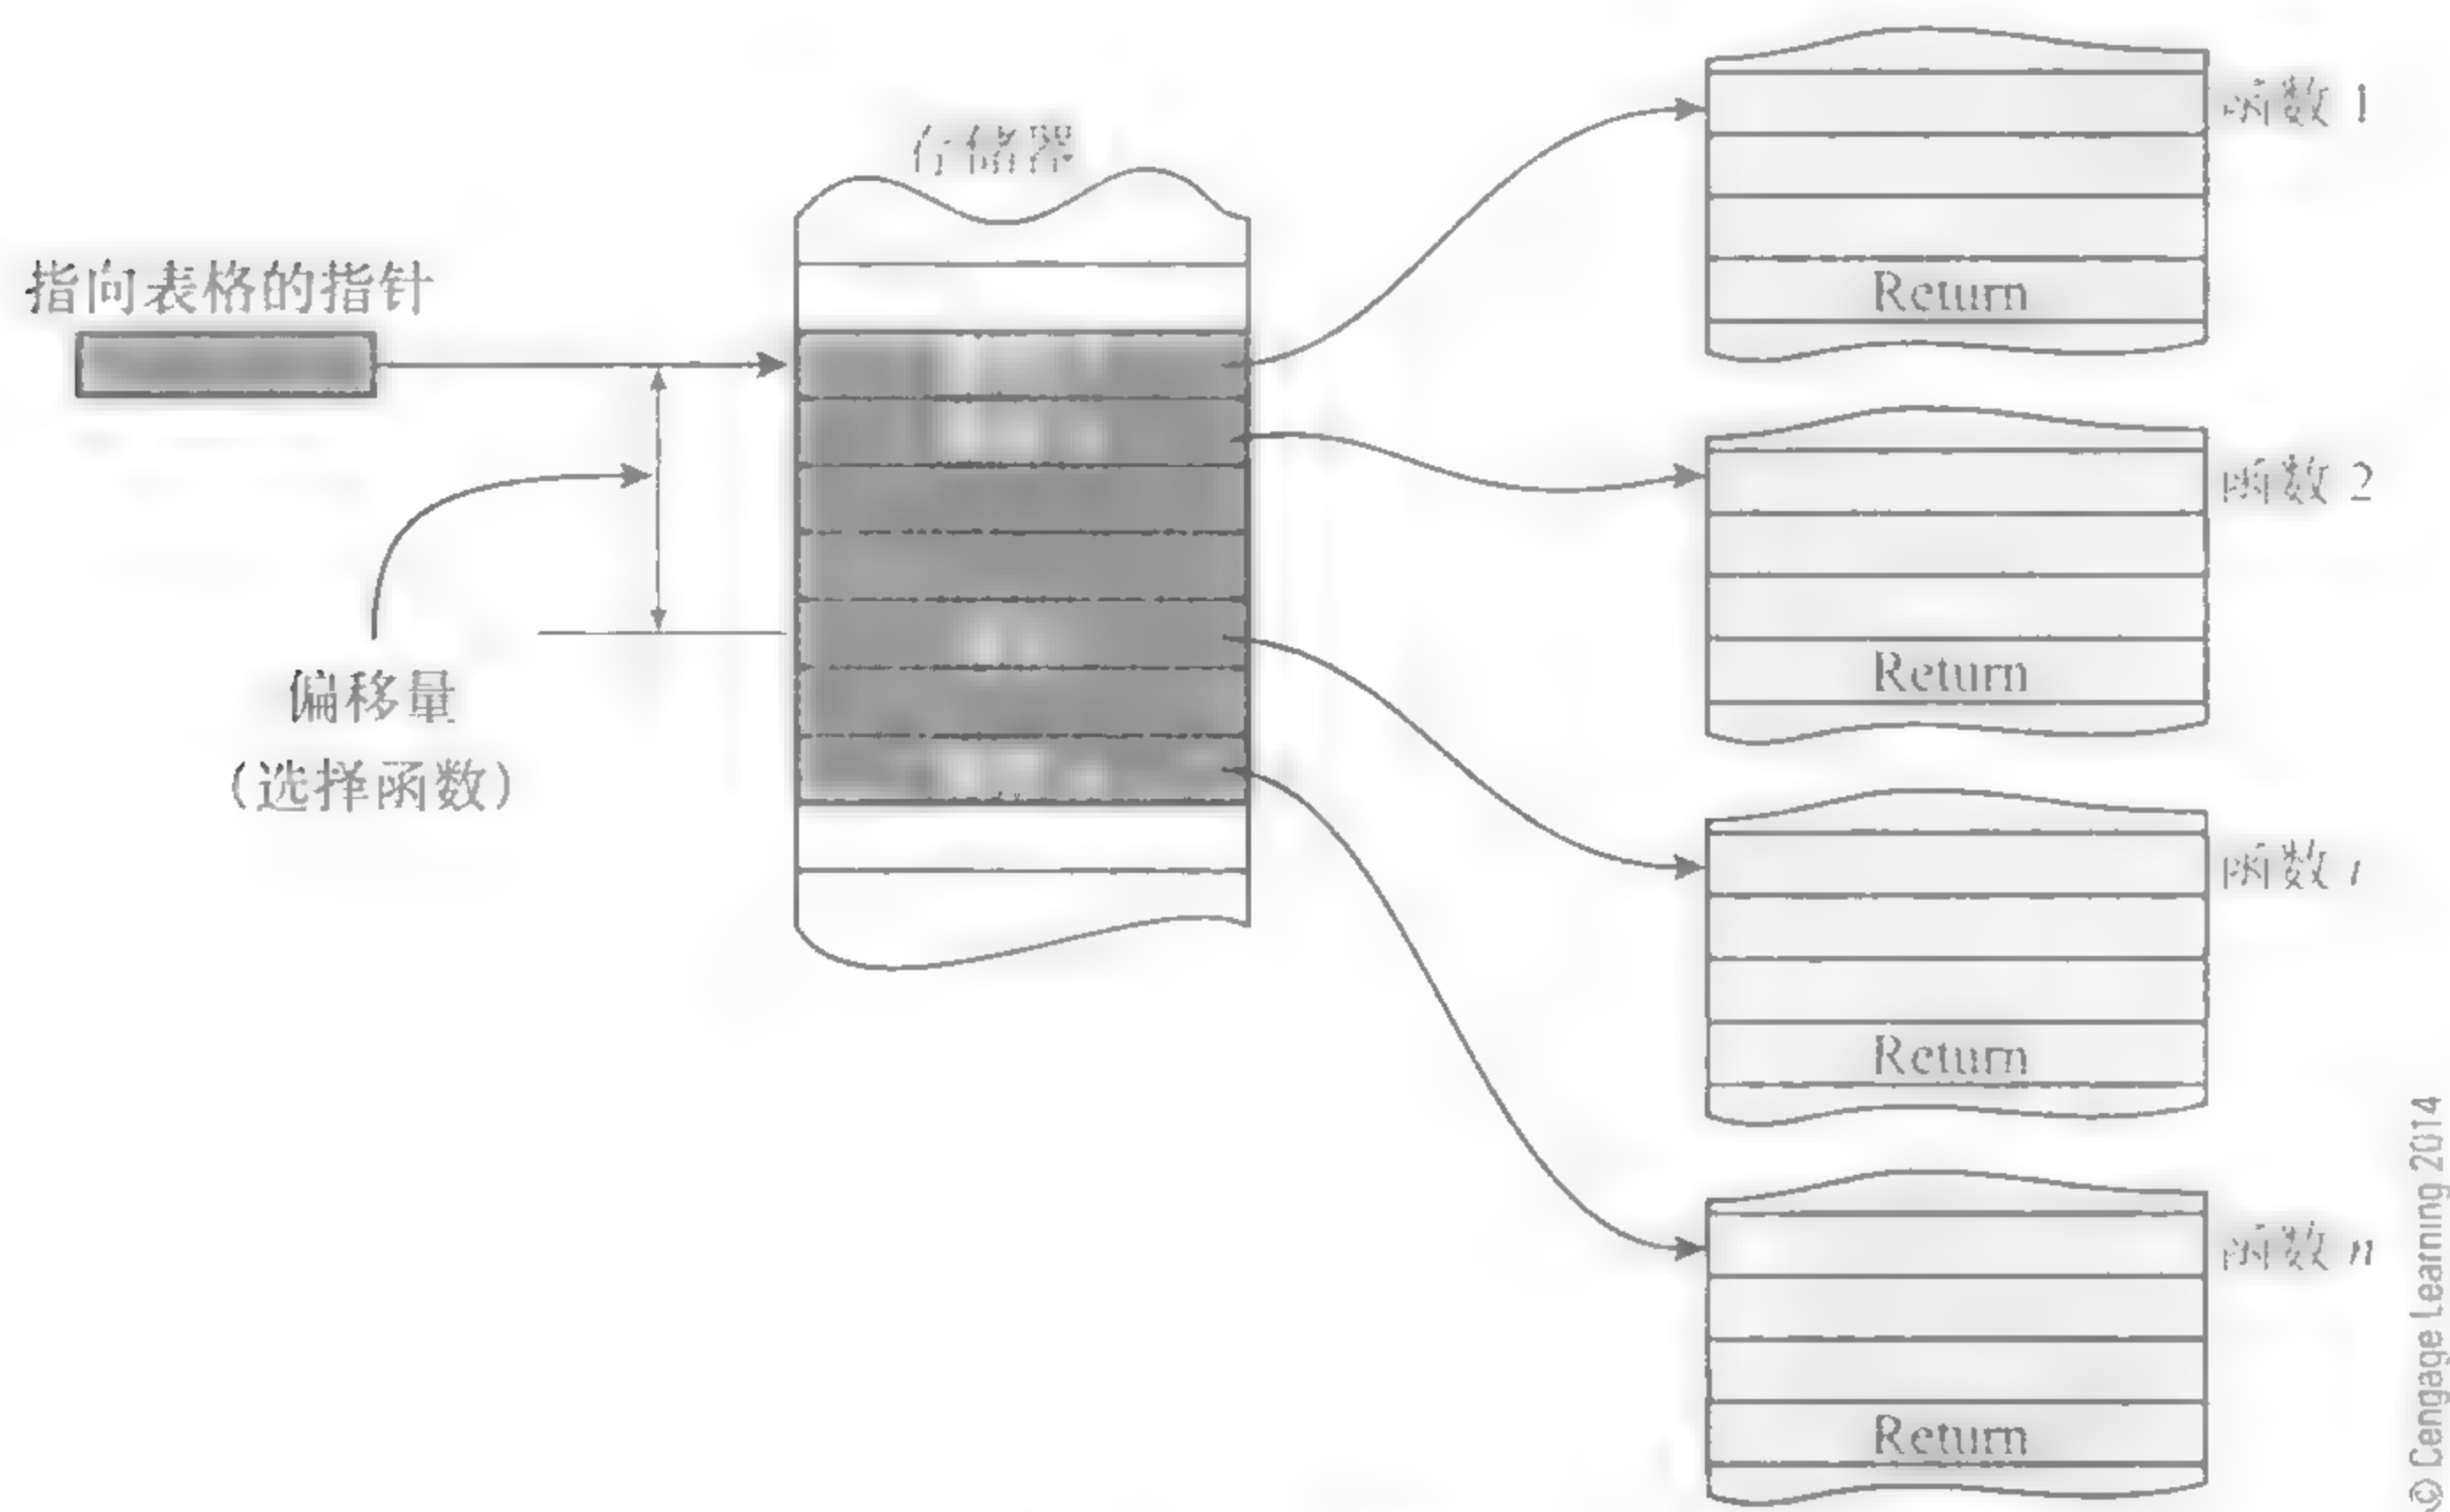 存储器
指向表格的指针
偏移量
(选择函数)
函数 1
Return
函数 2
Return
函数 i
Return
函数 n
Return
© Cengage Learning 2014